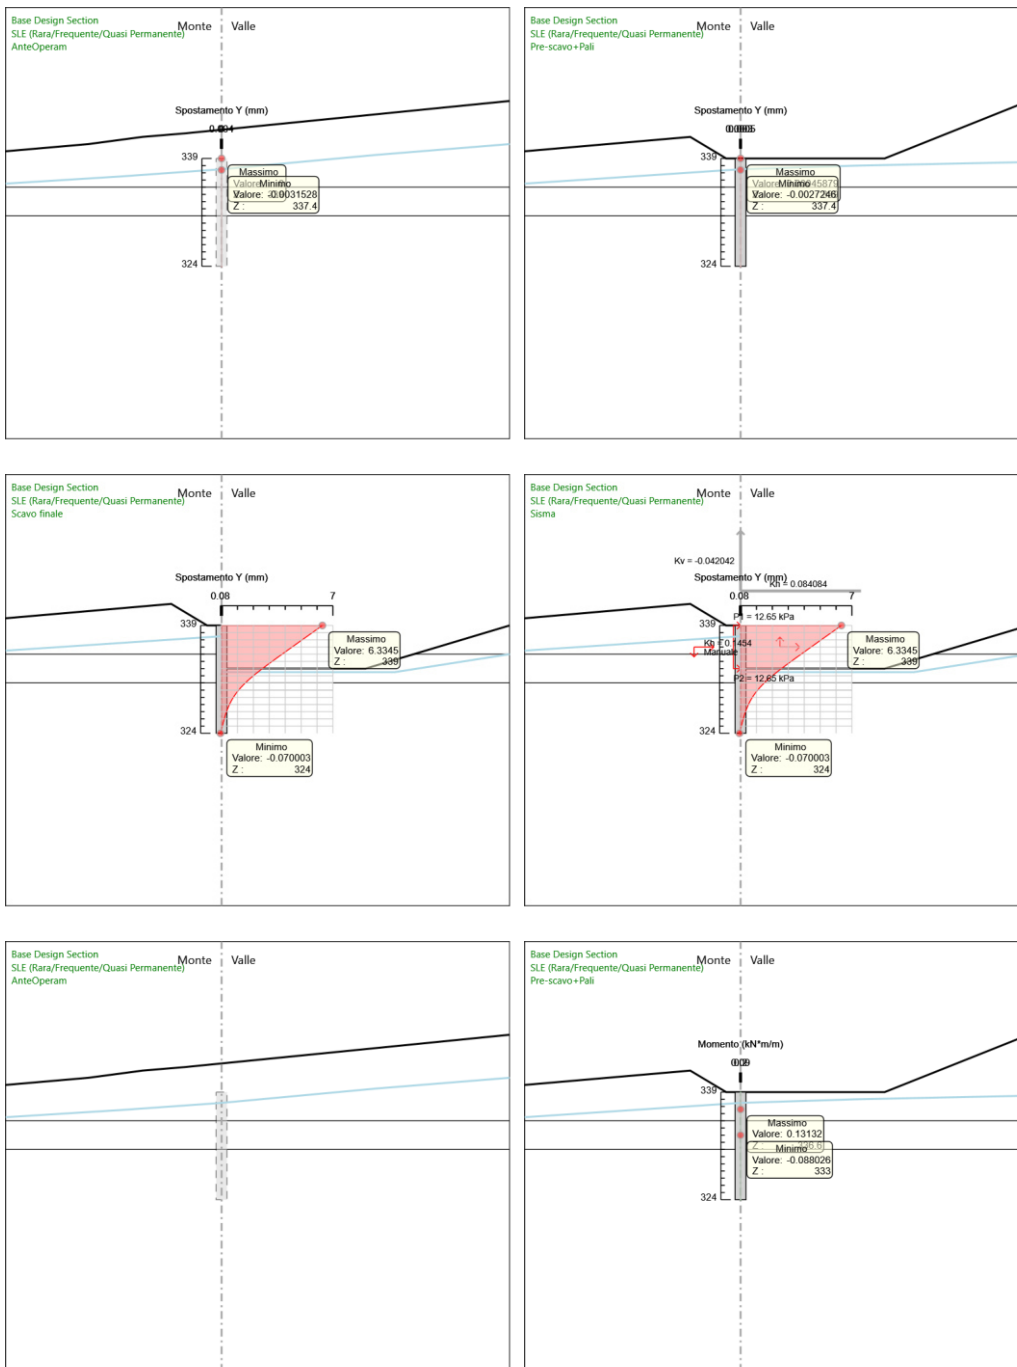 Base Design Section
SLE (Rara/Frequente/Quasi Permanente)
AnteOperam
Monte Valle
Spostamento Y (mm)
339
Massimo
Minimo
Valore: -0.0031528
Z : 337.4
324
Base Design Section
SLE (Rara/Frequente/Quasi Permanente)
Pre-scavo+Pali
Monte Valle
Spostamento Y (mm)
339
Massimo
Minimo
Valore: -0.0027246
Z : 337.4
324
Base Design Section
SLE (Rara/Frequente/Quasi Permanente)
Scavo finale
Monte Valle
Spostamento Y (mm)
0.08 7
339
Massimo
Valore: 6.3345
Z : 339
324
Minimo
Valore: -0.070003
Z : 324
Base Design Section
SLE (Rara/Frequente/Quasi Permanente)
Sisma
Monte Valle
Kv = -0.042042
Spostamento Y (mm)
Kh = 0.084084
0.08 7
P1 = 12.65 kPa
339
Manuale
Massimo
Valore: 6.3345
Z : 339
P2 = 12.65 kPa
324
Minimo
Valore: -0.070003
Z : 324
Base Design Section
SLE (Rara/Frequente/Quasi Permanente)
AnteOperam
Monte Valle
Base Design Section
SLE (Rara/Frequente/Quasi Permanente)
Pre-scavo+Pali
Monte Valle
Momento (kN*m/m)
339
Massimo
Valore: 0.13132
Minimo
Valore: -0.088026
Z : 333
324